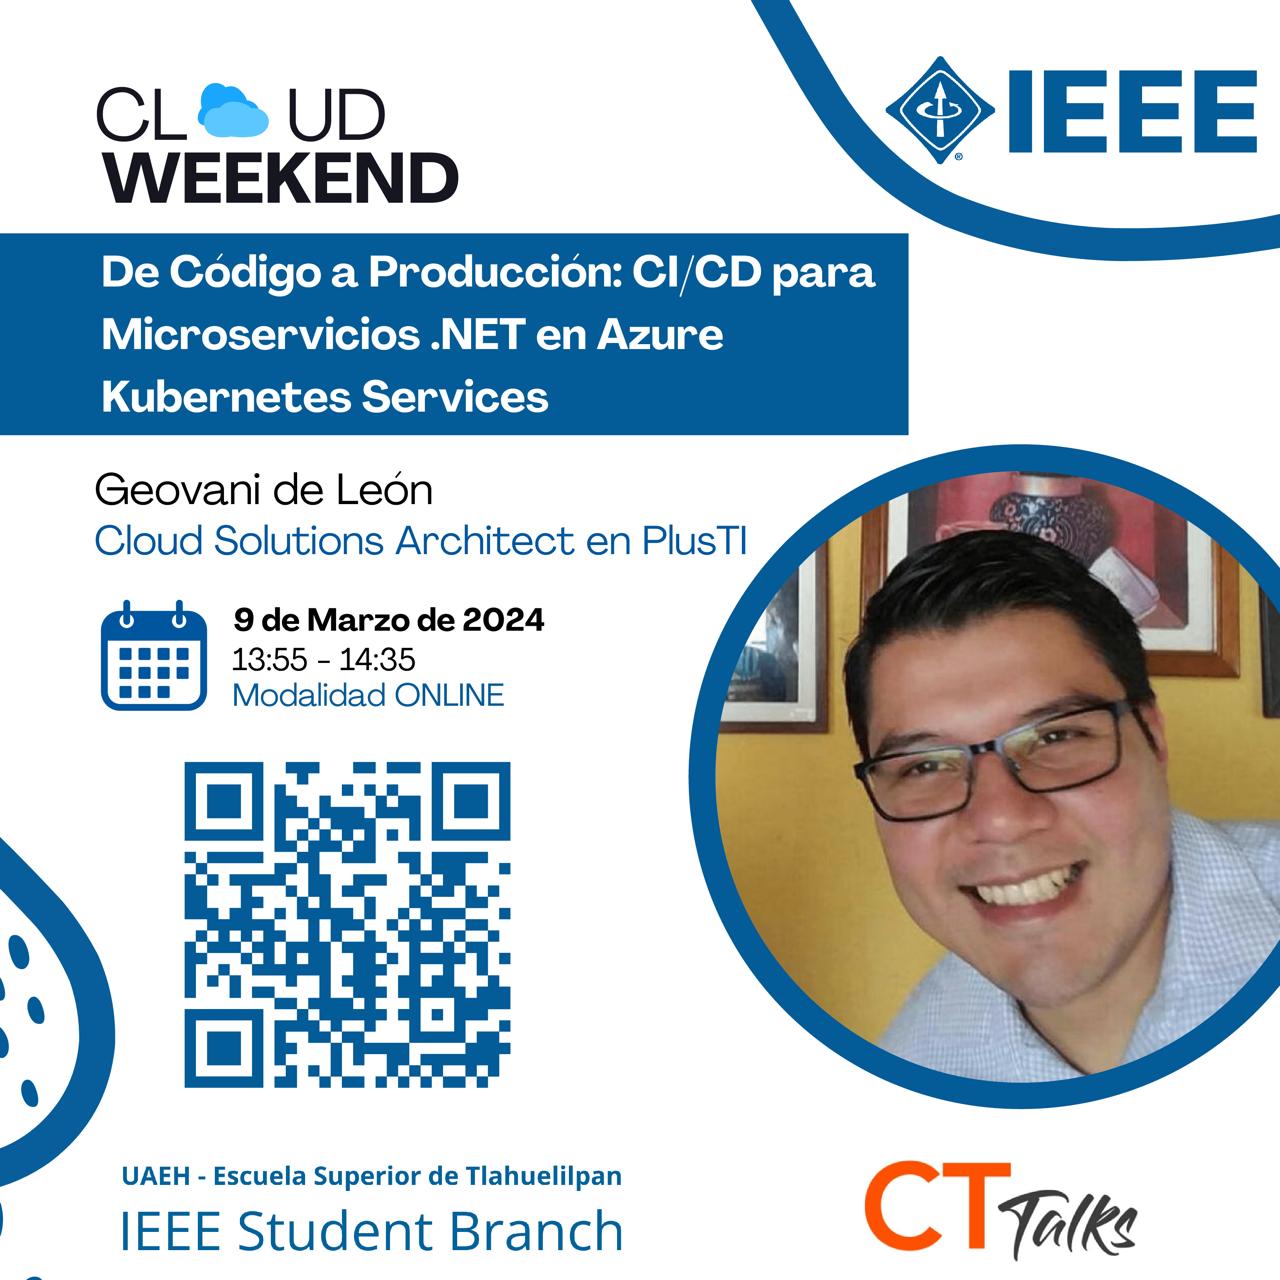 CLOUD
WEEKEND
IEEE
®
De Código a Producción: CI/CD para
Microservicios .NET en Azure
Kubernetes Services
Geovani de León
Cloud Solutions Architect en PlusTI
9 de Marzo de 2024
13:55 - 14:35
Modalidad ONLINE
UAEH - Escuela Superior de Tlahuelilpan
IEEE Student Branch
CT Talks